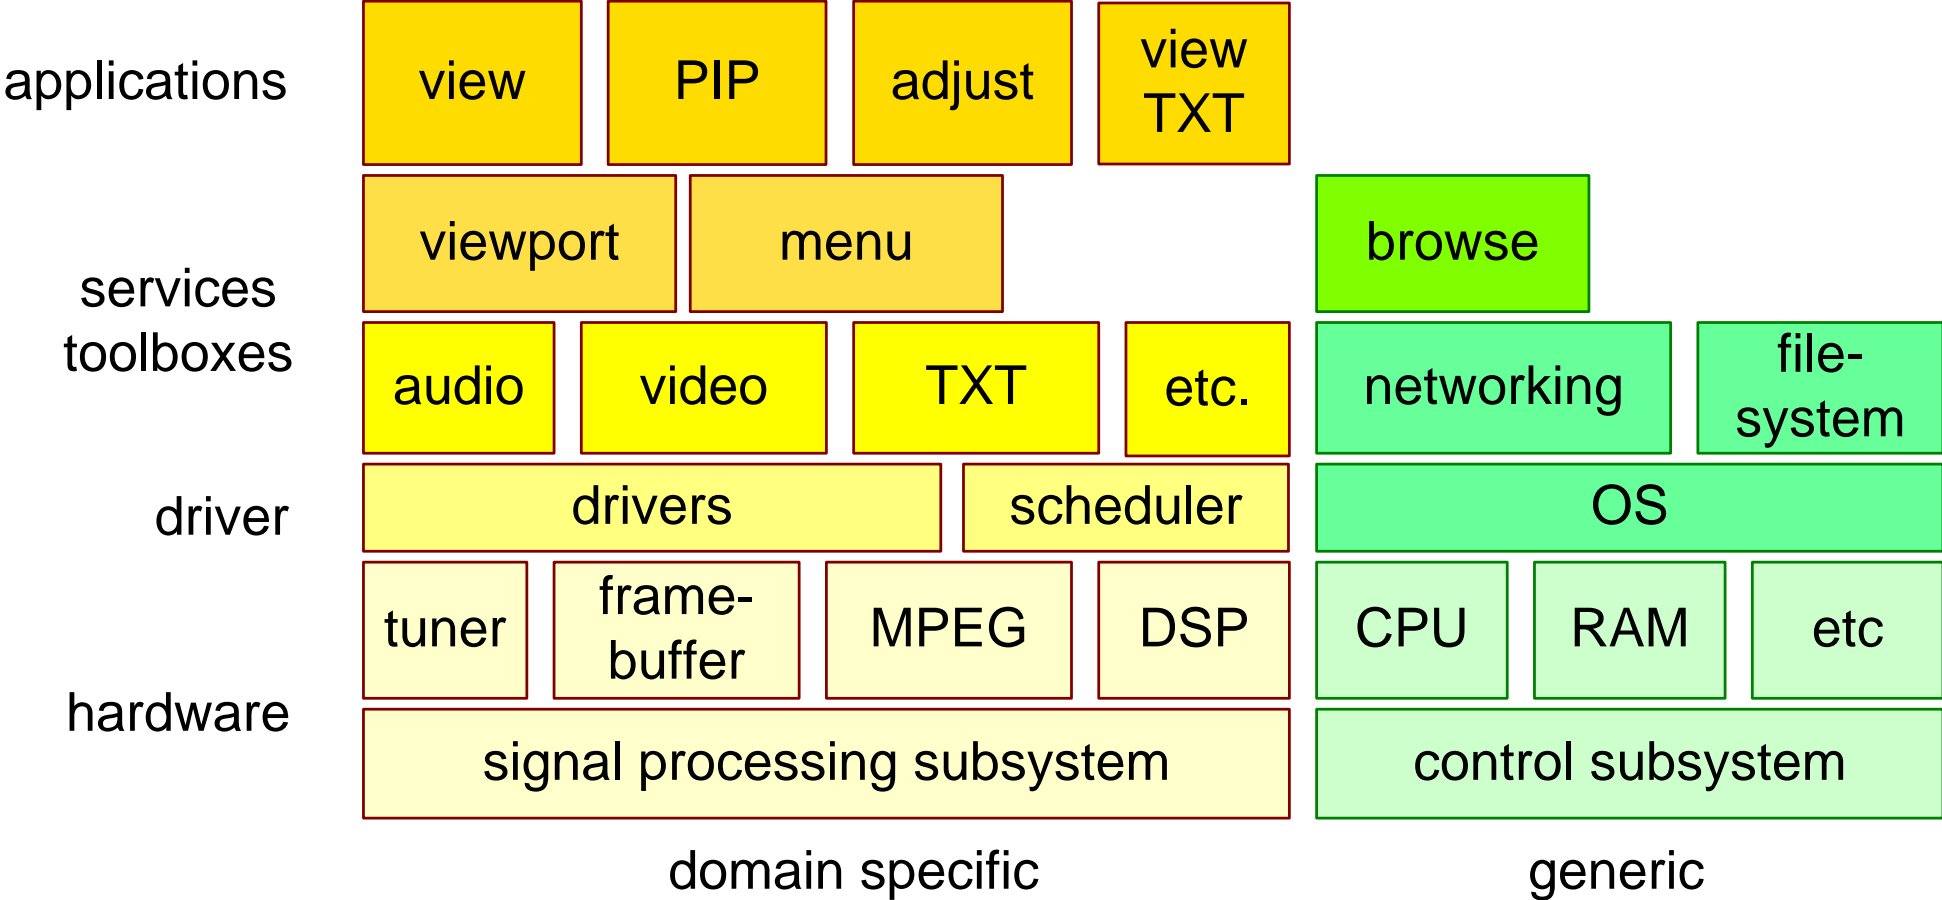 applications
view
PIP
adjust
view
TXT
services
toolboxes
viewport
menu
browse
audio
video
TXT
etc.
networking
file-
system
driver
drivers
scheduler
OS
hardware
tuner
frame-
buffer
MPEG
DSP
CPU
RAM
etc
signal processing subsystem
control subsystem
domain specific
generic